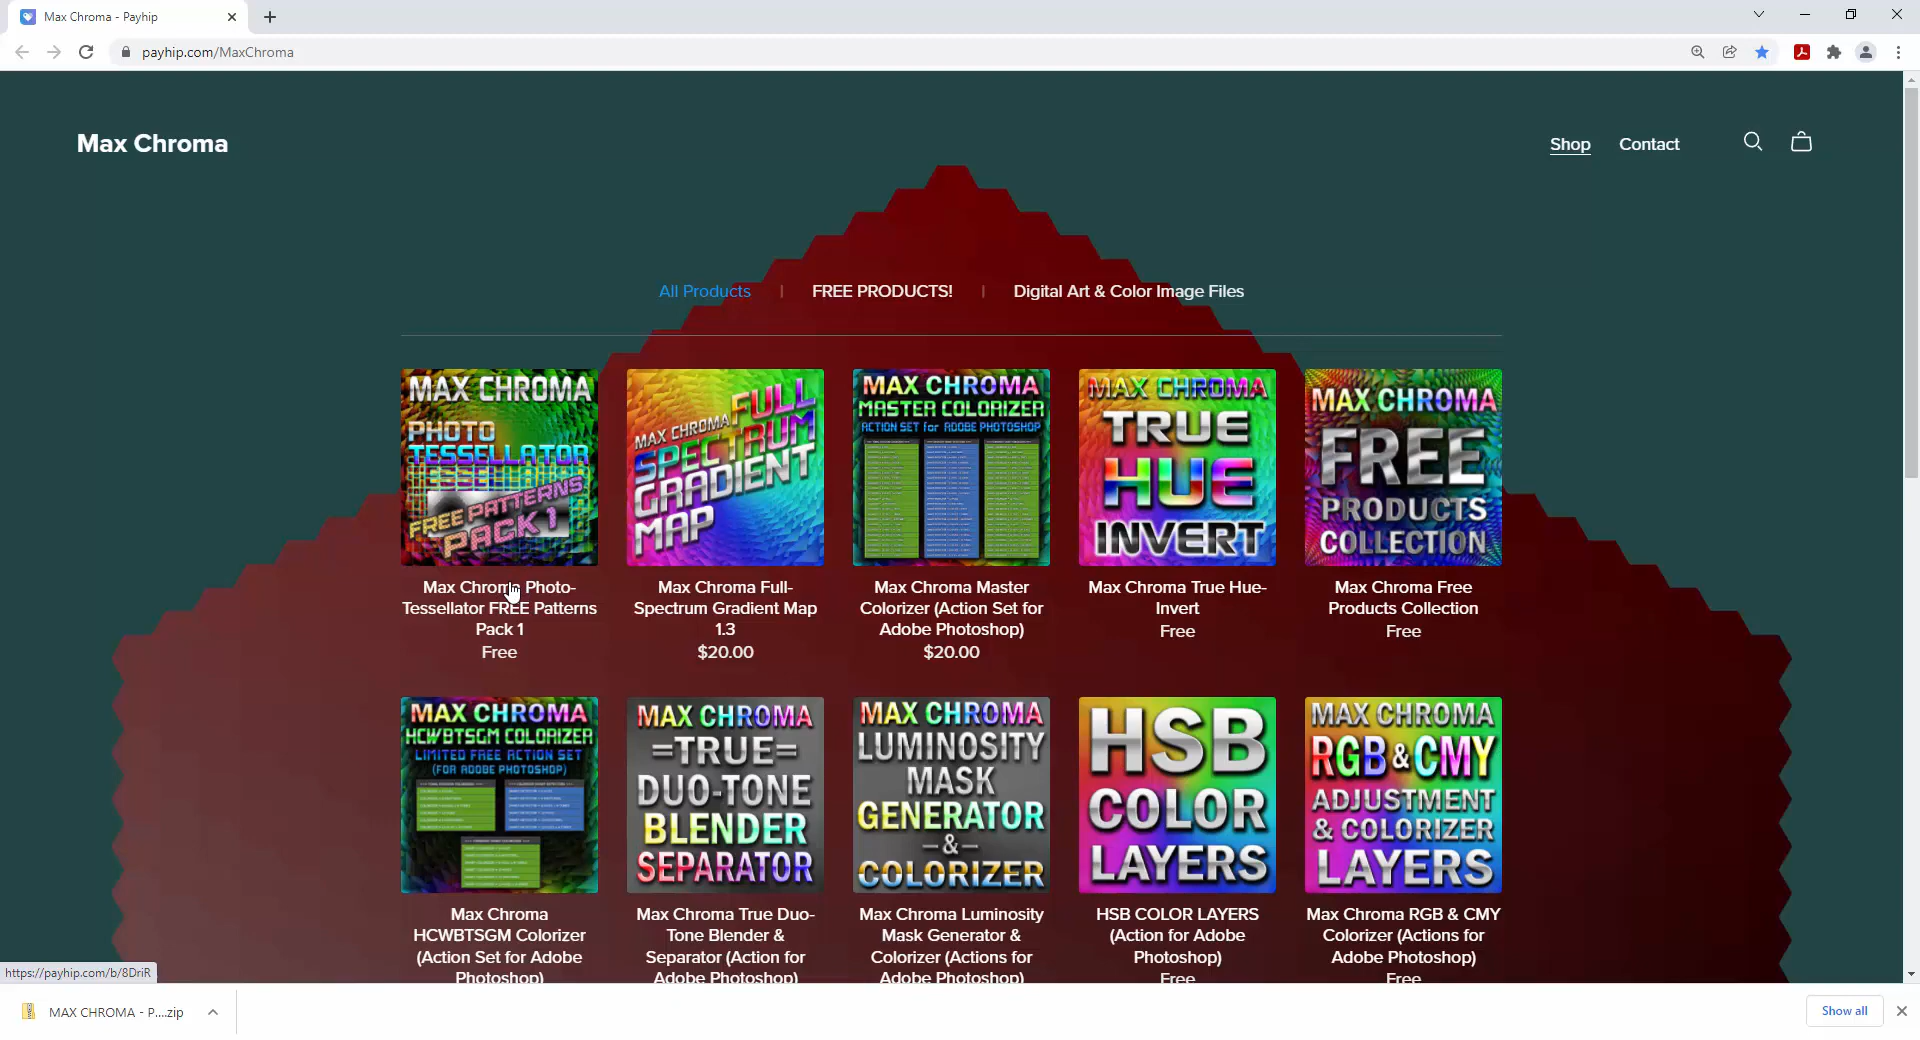 Max Chroma - Payhip
payhip.com/MaxChroma
Max Chroma
Shop
Contact
All Products | FREE PRODUCTS! | Digital Art & Color Image Files
MAX CHROMA
PHOTO
TESSELLATOR
FREE PATTERNS
PACK 1
MAX CHROMA FULL
SPECTRUM
GRADIENT
MAP
MAX CHROMA
MASTER COLORIZER
ACTION SET for ADOBE PHOTOSHOP
MAX CHROMA
TRUE
HUE
INVERT
MAX CHROMA
FREE
PRODUCTS
COLLECTION
Max Chroma Photo-
Tessellator FREE Patterns
Pack 1
Free
Max Chroma Full-
Spectrum Gradient Map
1.3
$20.00
Max Chroma Master
Colorizer (Action Set for
Adobe Photoshop)
$20.00
Max Chroma True Hue-
Invert
Free
Max Chroma Free
Products Collection
Free
MAX CHROMA
HCWBTSGM COLORIZER
LIMITED FREE ACTION SET
(FOR ADOBE PHOTOSHOP)
MAX CHROMA
=TRUE=
DUO-TONE
BLENDER
SEPARATOR
MAX CHROMA
LUMINOSITY
MASK
GENERATOR
-&-
COLORIZER
HSB
COLOR
LAYERS
MAX CHROMA
RGB & CMY
ADJUSTMENT
& COLORIZER
LAYERS
Max Chroma
HCWBTSGM Colorizer
(Action Set for Adobe
Photoshop)
Max Chroma True Duo-
Tone Blender &
Separator (Action for
Adobe Photoshop)
Max Chroma Luminosity
Mask Generator &
Colorizer (Actions for
Adobe Photoshop)
HSB COLOR LAYERS
(Action for Adobe
Photoshop)
Free
Max Chroma RGB & CMY
Colorizer (Actions for
Adobe Photoshop)
Free
https://payhip.com/b/8DriR
MAX CHROMA - P....zip
Show all